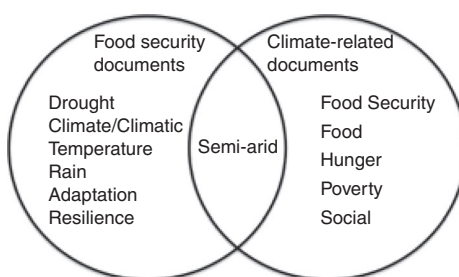 Food security
documents
Drought
Climate/Climatic
Temperature
Rain
Adaptation
Resilience
Semi-arid
Climate-related
documents
Food Security
Food
Hunger
Poverty
Social